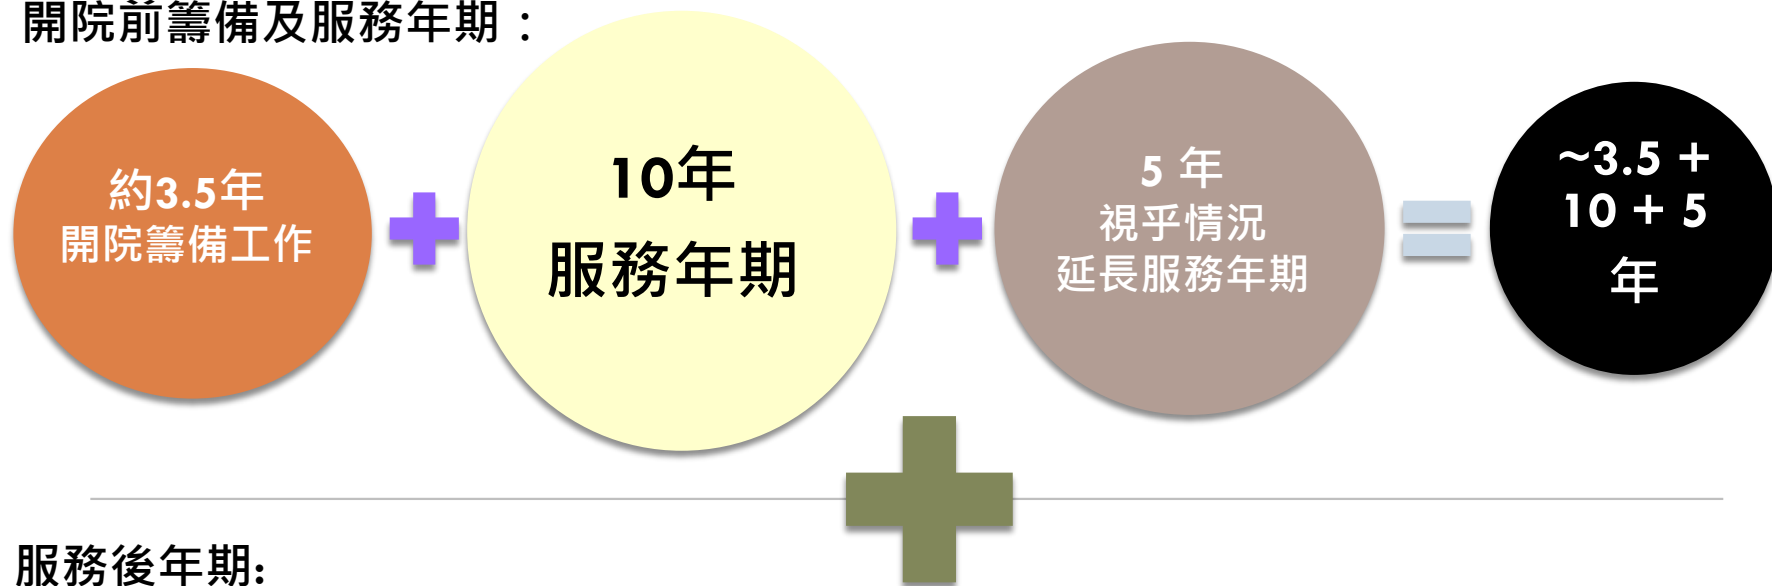 開院前籌備及服務年期：
約3.5年
開院籌備工作
10年
服務年期
5 年
視乎情況
延長服務年期
~3.5 +
10 + 5
年
服務後年期: